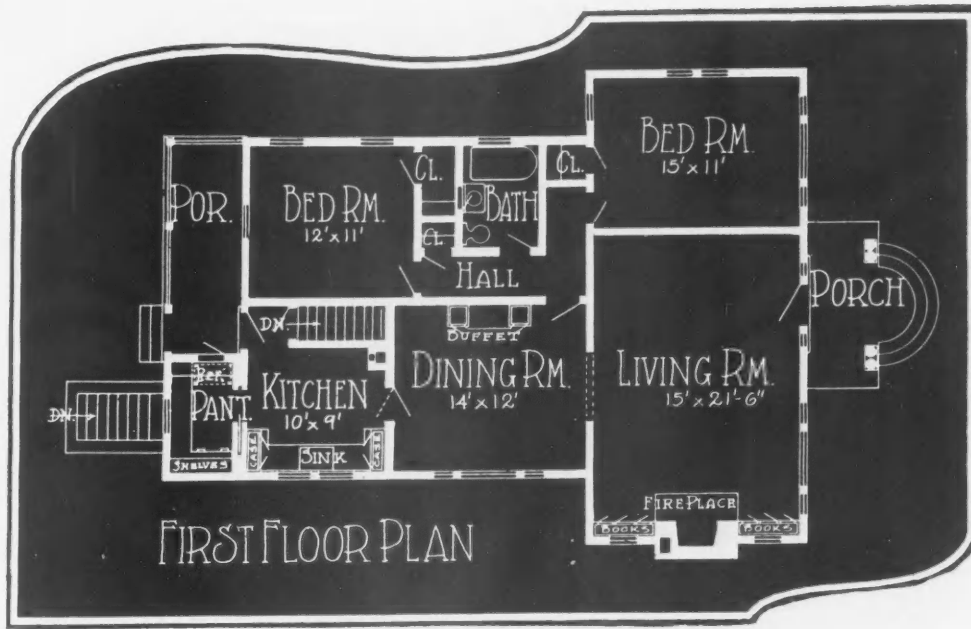 BED RM.
15' x 11'
CL.
CL.
POR.
BED RM.
12' x 11'
BATH
CL.
HALL
PORCH
DN.
BUFFET
REF.
KITCHEN
10' x 9'
DINING RM.
14' x 12'
LIVING RM.
15' x 21'-6"
PANT.
DN.
CASE
SINK
CASE
SHELVES
FIREPLACE
BOOKS
BOOKS
FIRST FLOOR PLAN